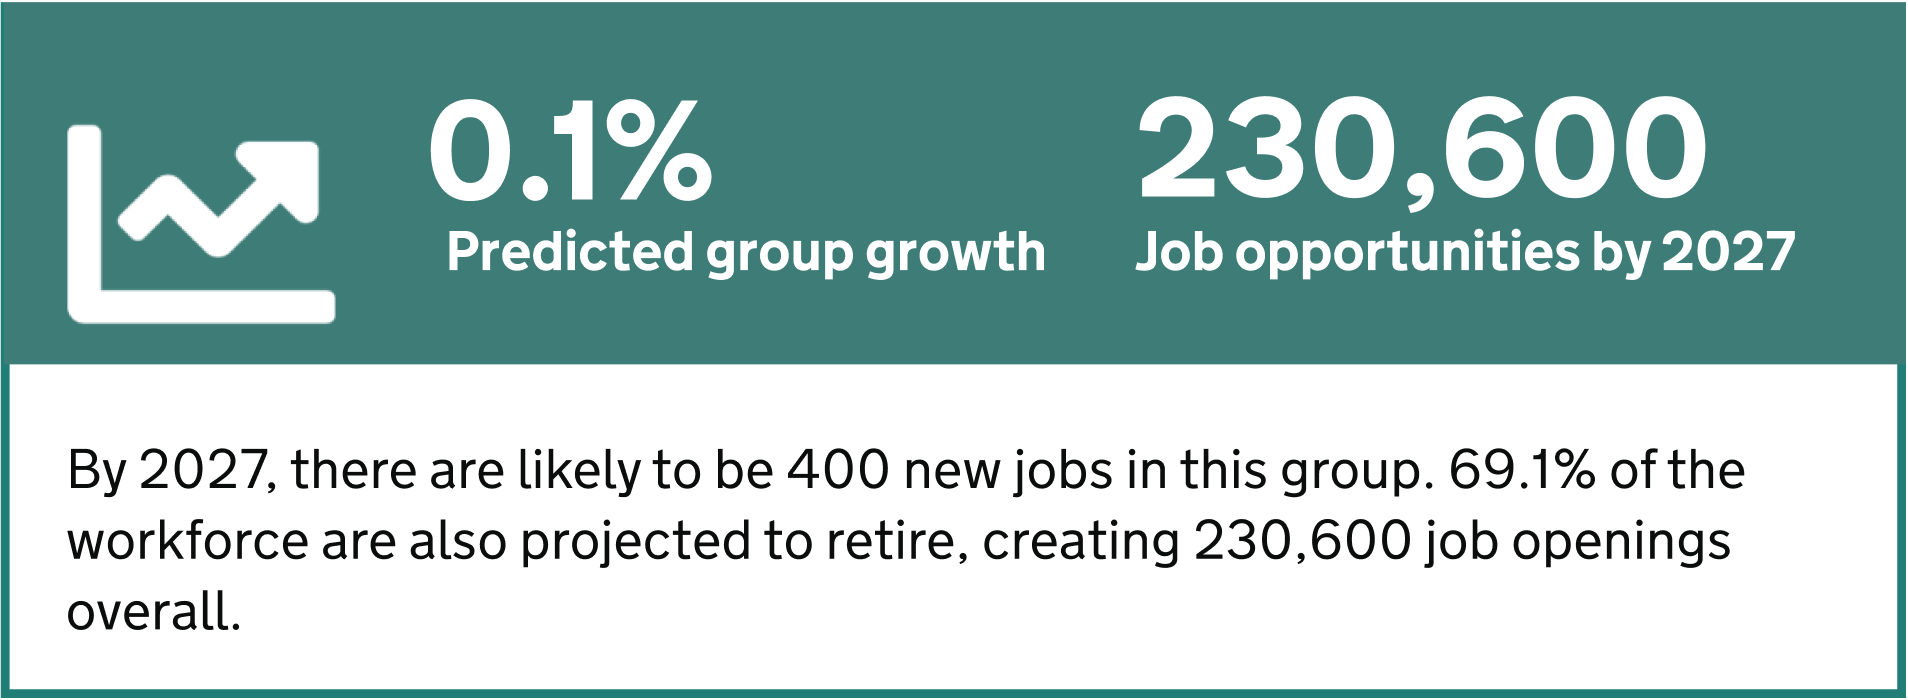 0.1%
Predicted group growth
230,600
Job opportunities by 2027
By 2027, there are likely to be 400 new jobs in this group. 69.1% of the
workforce are also projected to retire, creating 230,600 job openings
overall.